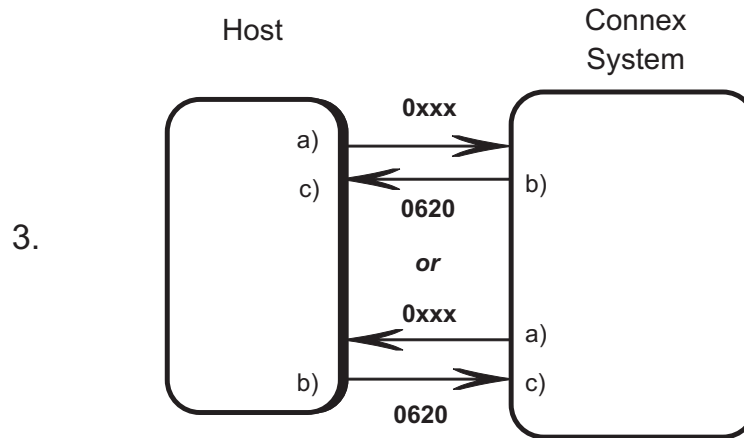 Host
Connex
System
0xxx
a)
c)
b)
0620
3.
or
0xxx
a)
b)
c)
0620